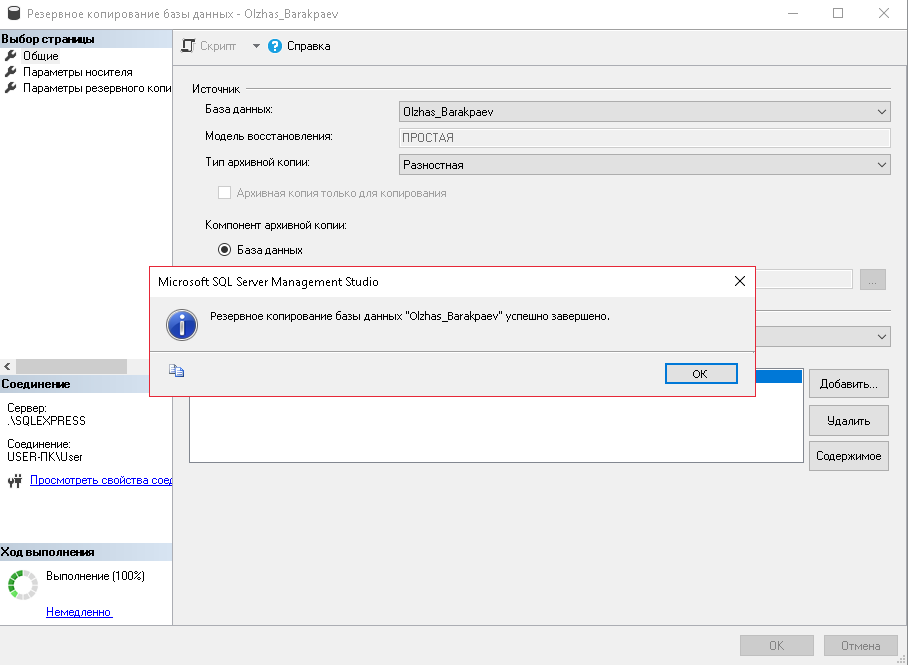 Резервное копирование базы данных - Olzhas_Barakpaev
Выбор страницы
Общие
Параметры носителя
Параметры резервного копи
Скрипт
Справка
Источник
База данных:
Olzhas_Barakpaev
Модель восстановления:
ПРОСТАЯ
Тип архивной копии:
Разностная
Архивная копия только для копирования
Компонент архивной копии:
База данных
...
Microsoft SQL Server Management Studio
Резервное копирование базы данных "Olzhas_Barakpaev" успешно завершено.
OK
Добавить...
Удалить
Содержимое
Соединение
Сервер:
.\SQLEXPRESS
Соединение:
USER-ПК\User
Просмотреть свойства соед
Ход выполнения
Выполнение (100%)
Немедленно
OK
Отмена